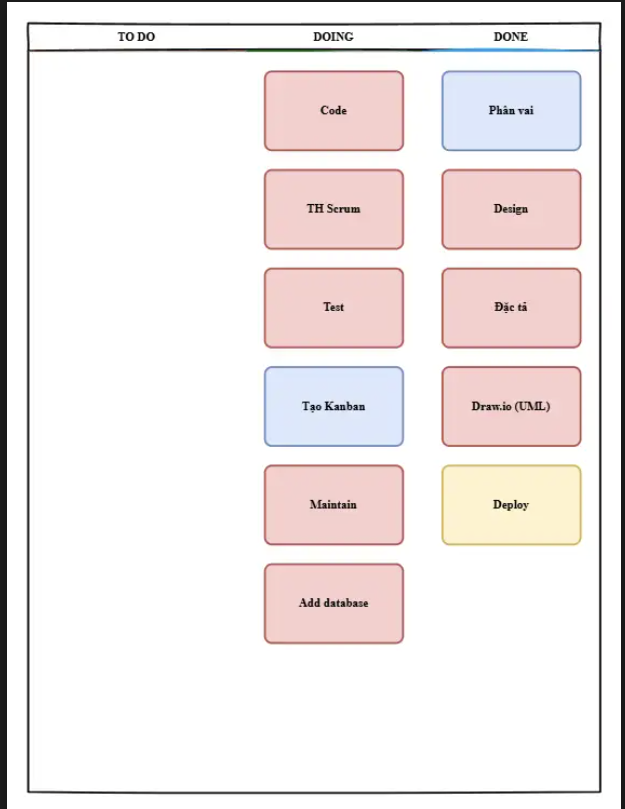 TO DO
DOING
DONE
Code
Phân vai
TH Scrum
Design
Test
Đặc tả
Tạo Kanban
Draw.io (UML)
Maintain
Deploy
Add database